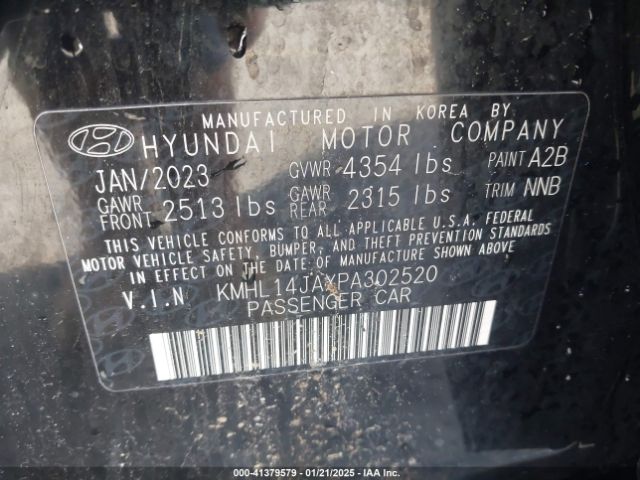 MANUFACTURED IN KOREA BY
HYUNDAI MOTOR COMPANY
JAN/2023 GVWR 4354 lbs PAINT A2B
GAWR FRONT 2513 lbs GAWR REAR 2315 lbs TRIM NNB
THIS VEHICLE CONFORMS TO ALL APPLICABLE U.S.A. FEDERAL
MOTOR VEHICLE SAFETY, BUMPER, AND THEFT PREVENTION STANDARDS
IN EFFECT ON THE DATE OF MANUFACTURE SHOWN ABOVE
V.I.N KMHL14JAXPA302520
PASSENGER CAR
000-41379579 - 01/21/2025 - IAA Inc.